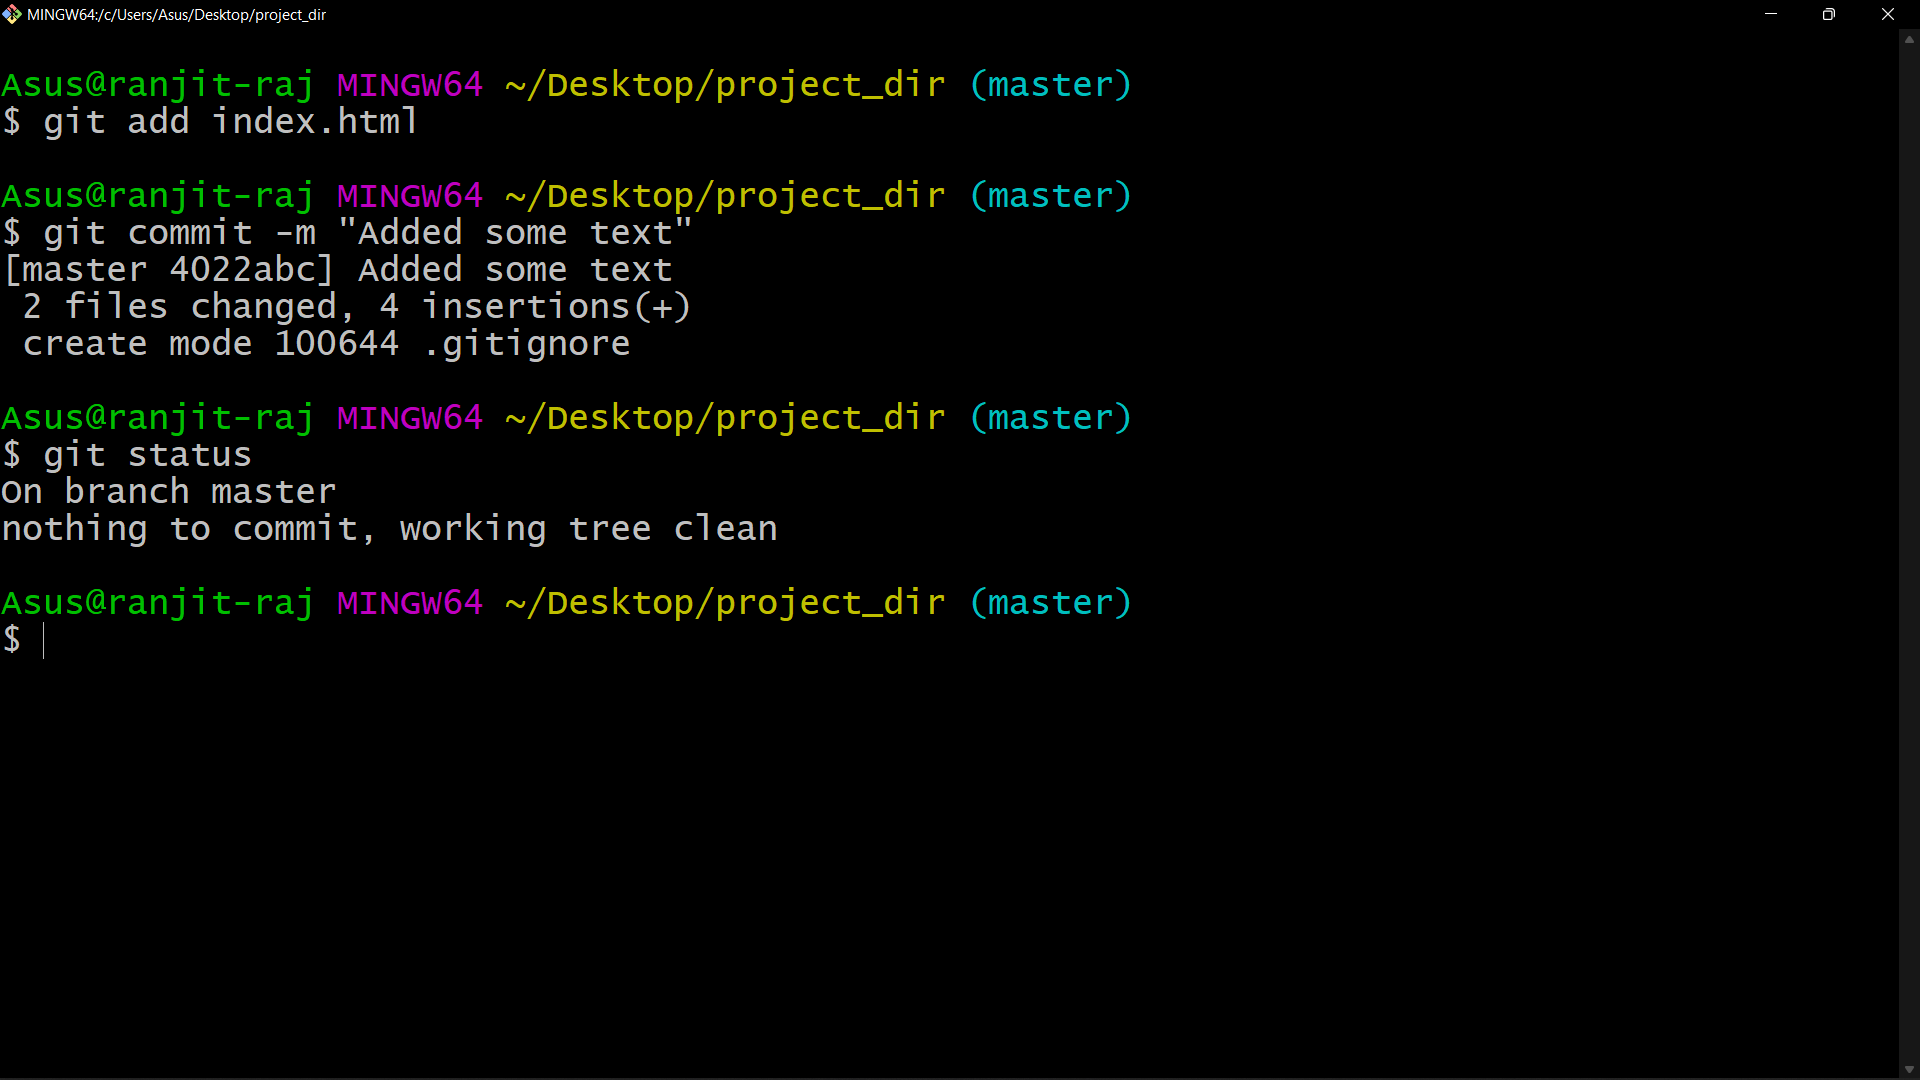 MINGW64:/c/Users/Asus/Desktop/project_dir
Asus@ranjit-raj MINGW64 ~/Desktop/project_dir (master)
$ git add index.html
Asus@ranjit-raj MINGW64 ~/Desktop/project_dir (master)
$ git commit -m "Added some text"
[master 4022abc] Added some text
 2 files changed, 4 insertions(+)
 create mode 100644 .gitignore
Asus@ranjit-raj MINGW64 ~/Desktop/project_dir (master)
$ git status
On branch master
nothing to commit, working tree clean
Asus@ranjit-raj MINGW64 ~/Desktop/project_dir (master)
$